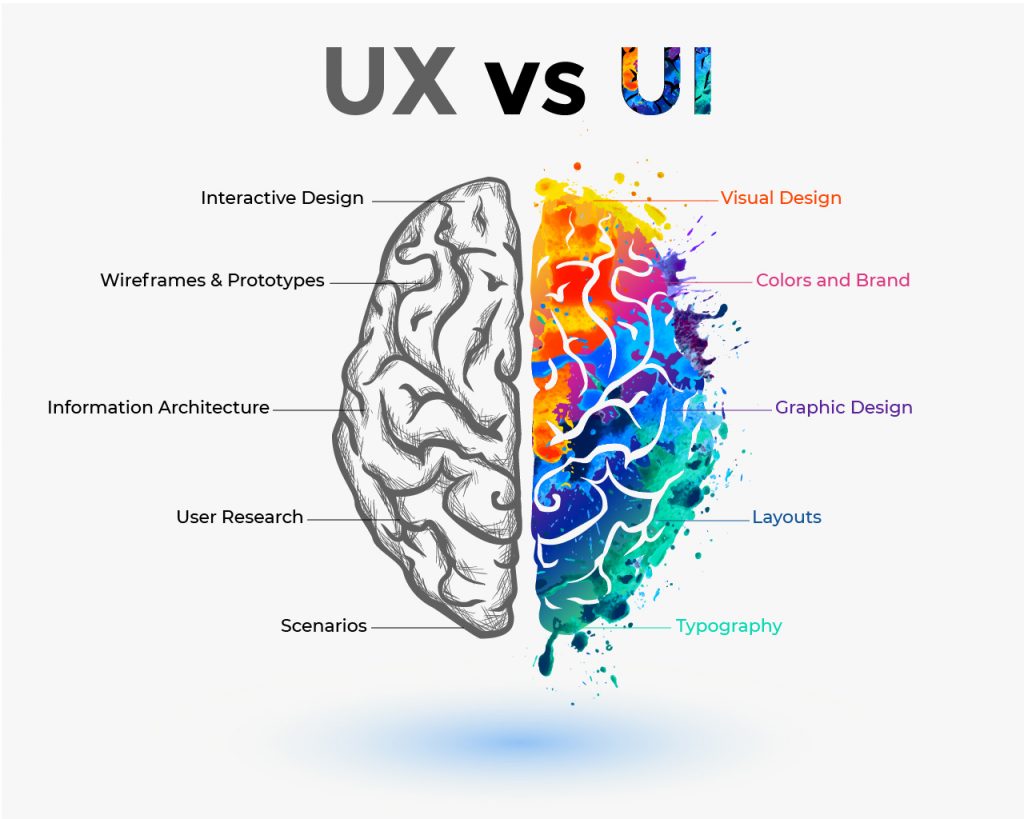 UX vs UI
Interactive Design
Wireframes & Prototypes
Information Architecture
User Research
Scenarios
Visual Design
Colors and Brand
Graphic Design
Layouts
Typography